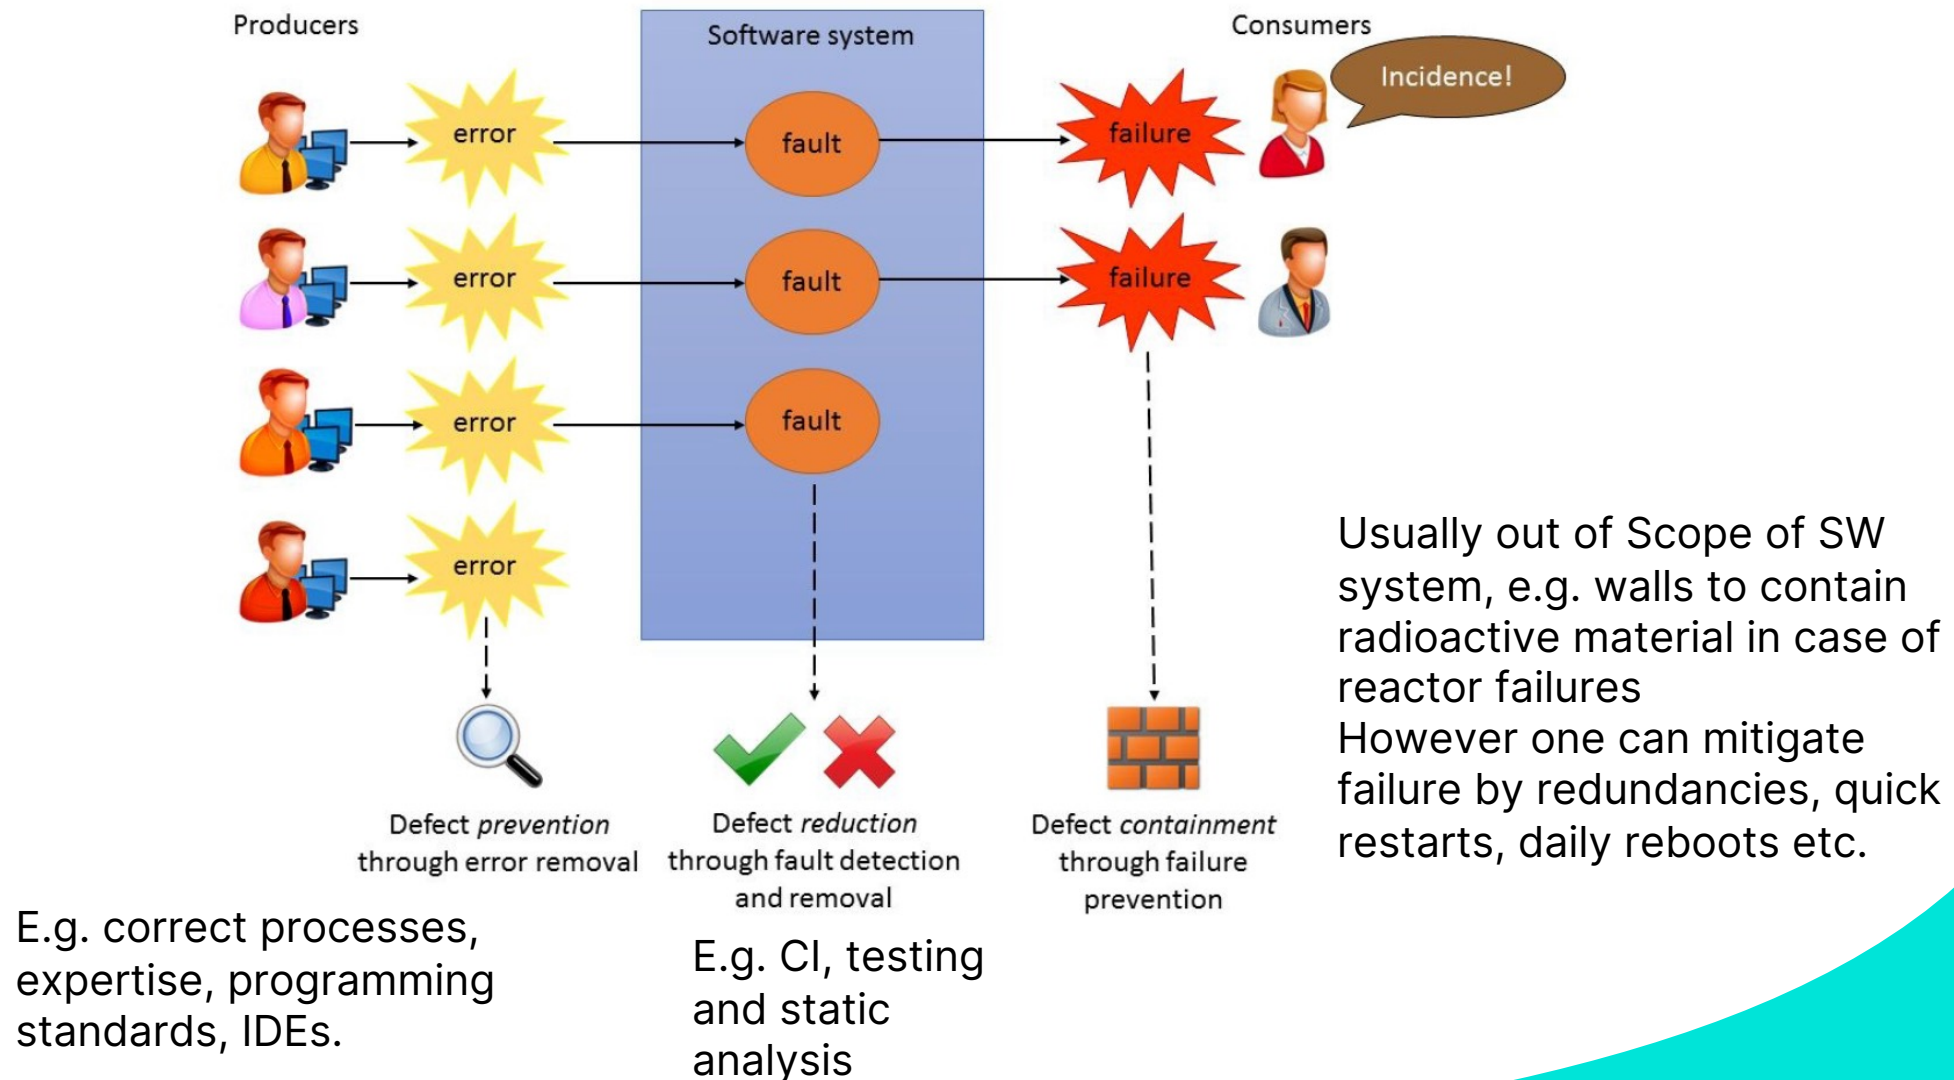 Producers
Software system
Consumers
Incidence!
error
fault
failure
error
fault
failure
error
fault
error
Defect prevention
through error removal
Defect reduction
through fault detection
and removal
Defect containment
through failure
prevention
Usually out of Scope of SW
system, e.g. walls to contain
radioactive material in case of
reactor failures
However one can mitigate
failure by redundancies, quick
restarts, daily reboots etc.
E.g. correct processes,
expertise, programming
standards, IDEs.
E.g. CI, testing
and static
analysis